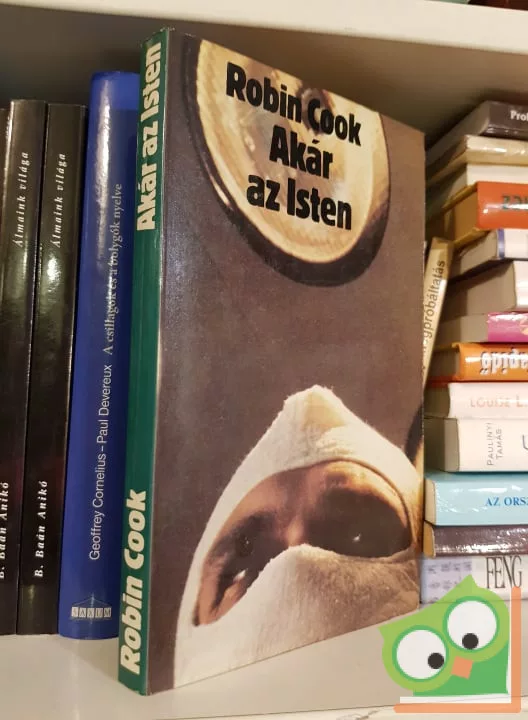 Robin Cook
Akár
az Isten
Robin Cook Akár az Isten
Geoffrey Cornelius – Paul Devereux A csillagok és a bolygók nyelve
B. Baán Anikó Álmaink világa
B. Baán Anikó Álmaink világa
LOUISE L.
PAULINYI
TAMÁS
AZ ORSZ
FENG